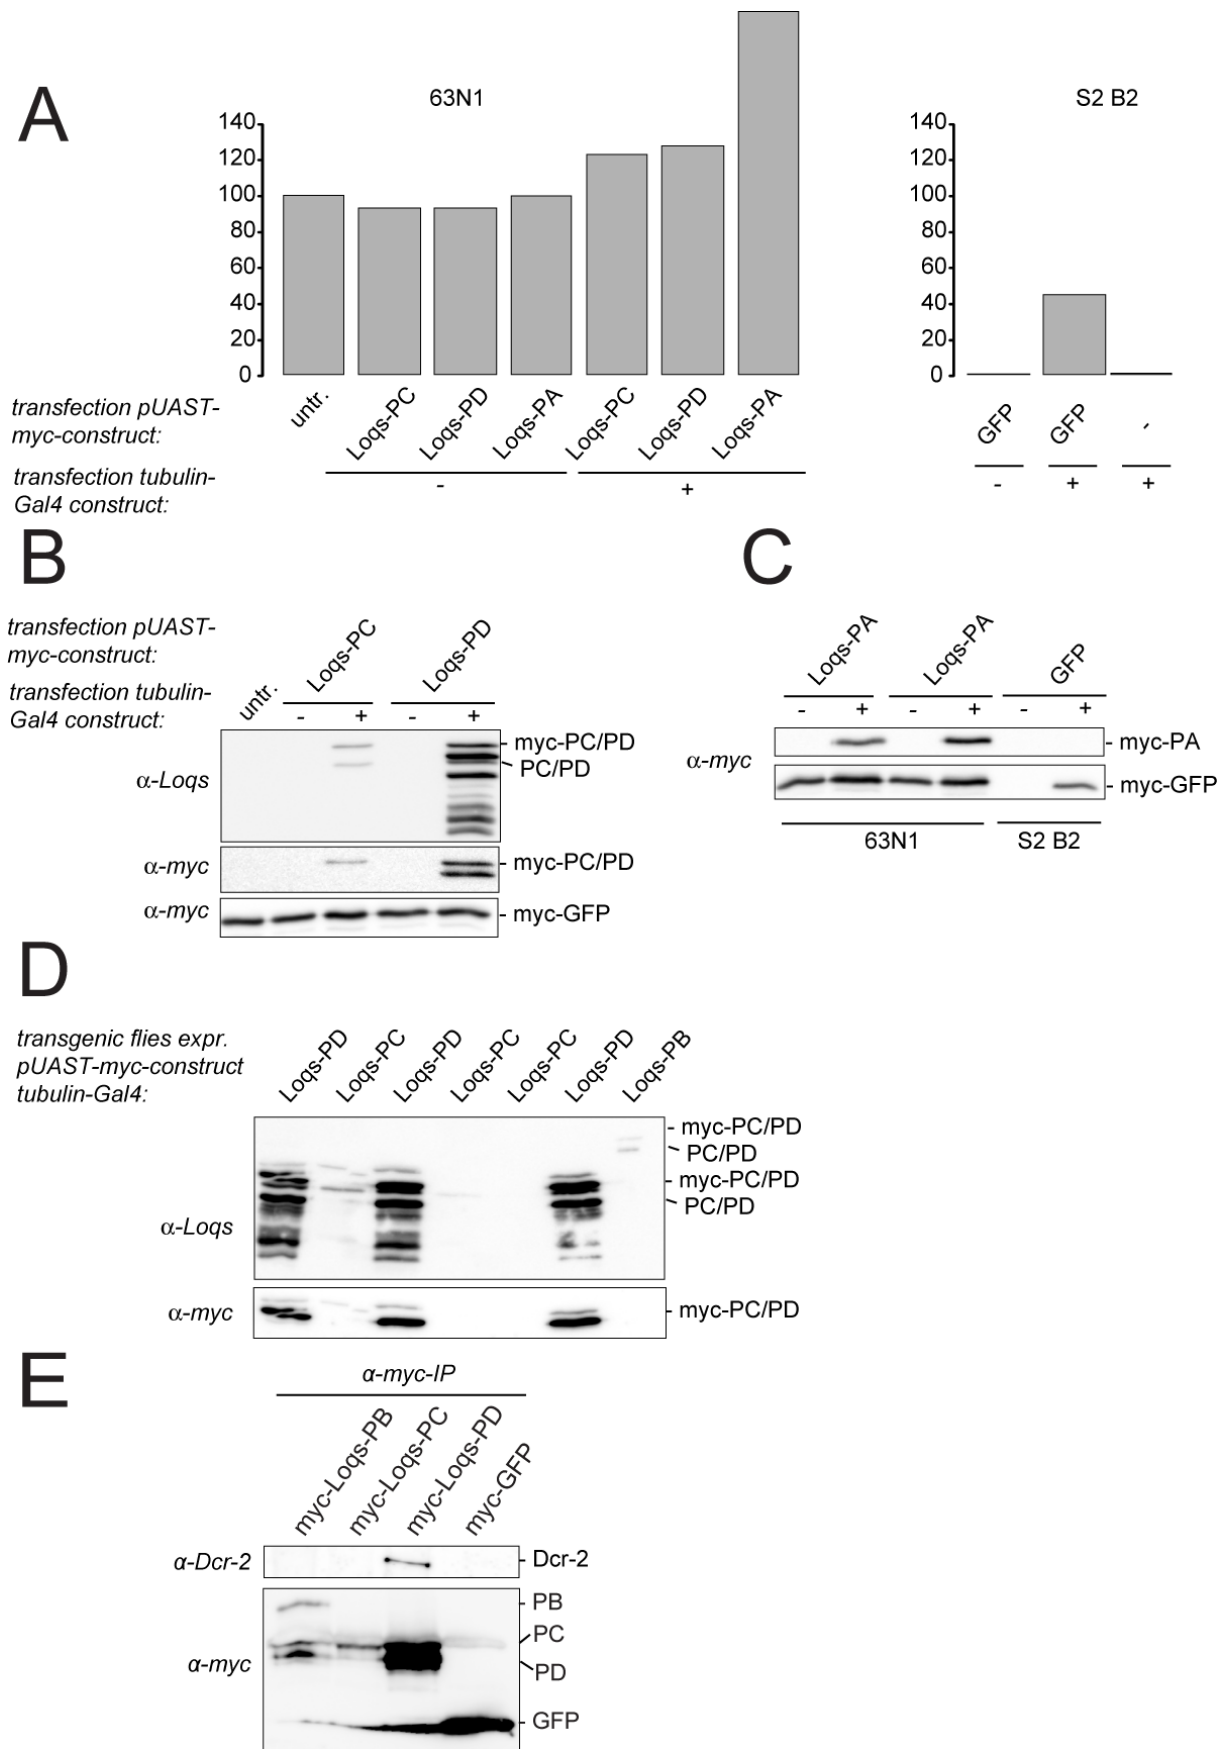 A
63N1
S2 B2
140
120
100
80
60
40
20
0
140
120
100
80
60
40
20
0
transfection pUAST-
myc-construct:
untr.
Loqs-PC
Loqs-PD
Loqs-PA
Loqs-PC
Loqs-PD
Loqs-PA
GFP
GFP
-
transfection tubulin-
Gal4 construct:
-
+
-
+
+
B
transfection pUAST-
myc-construct:
Loqs-PC
Loqs-PD
transfection tubulin-
Gal4 construct:
untr.
-
+
-
+
α-Loqs
- myc-PC/PD
PC/PD
α-myc
- myc-PC/PD
α-myc
- myc-GFP
C
Loqs-PA
Loqs-PA
GFP
-
+
-
+
-
+
α-myc
- myc-PA
- myc-GFP
63N1
S2 B2
D
transgenic flies expr.
pUAST-myc-construct
tubulin-Gal4:
Loqs-PD
Loqs-PC
Loqs-PD
Loqs-PC
Loqs-PC
Loqs-PD
Loqs-PB
- myc-PC/PD
PC/PD
- myc-PC/PD
PC/PD
α-Loqs
α-myc
- myc-PC/PD
E
α-myc-IP
myc-Loqs-PB
myc-Loqs-PC
myc-Loqs-PD
myc-GFP
α-Dcr-2
- Dcr-2
α-myc
- PB
PC
PD
- GFP